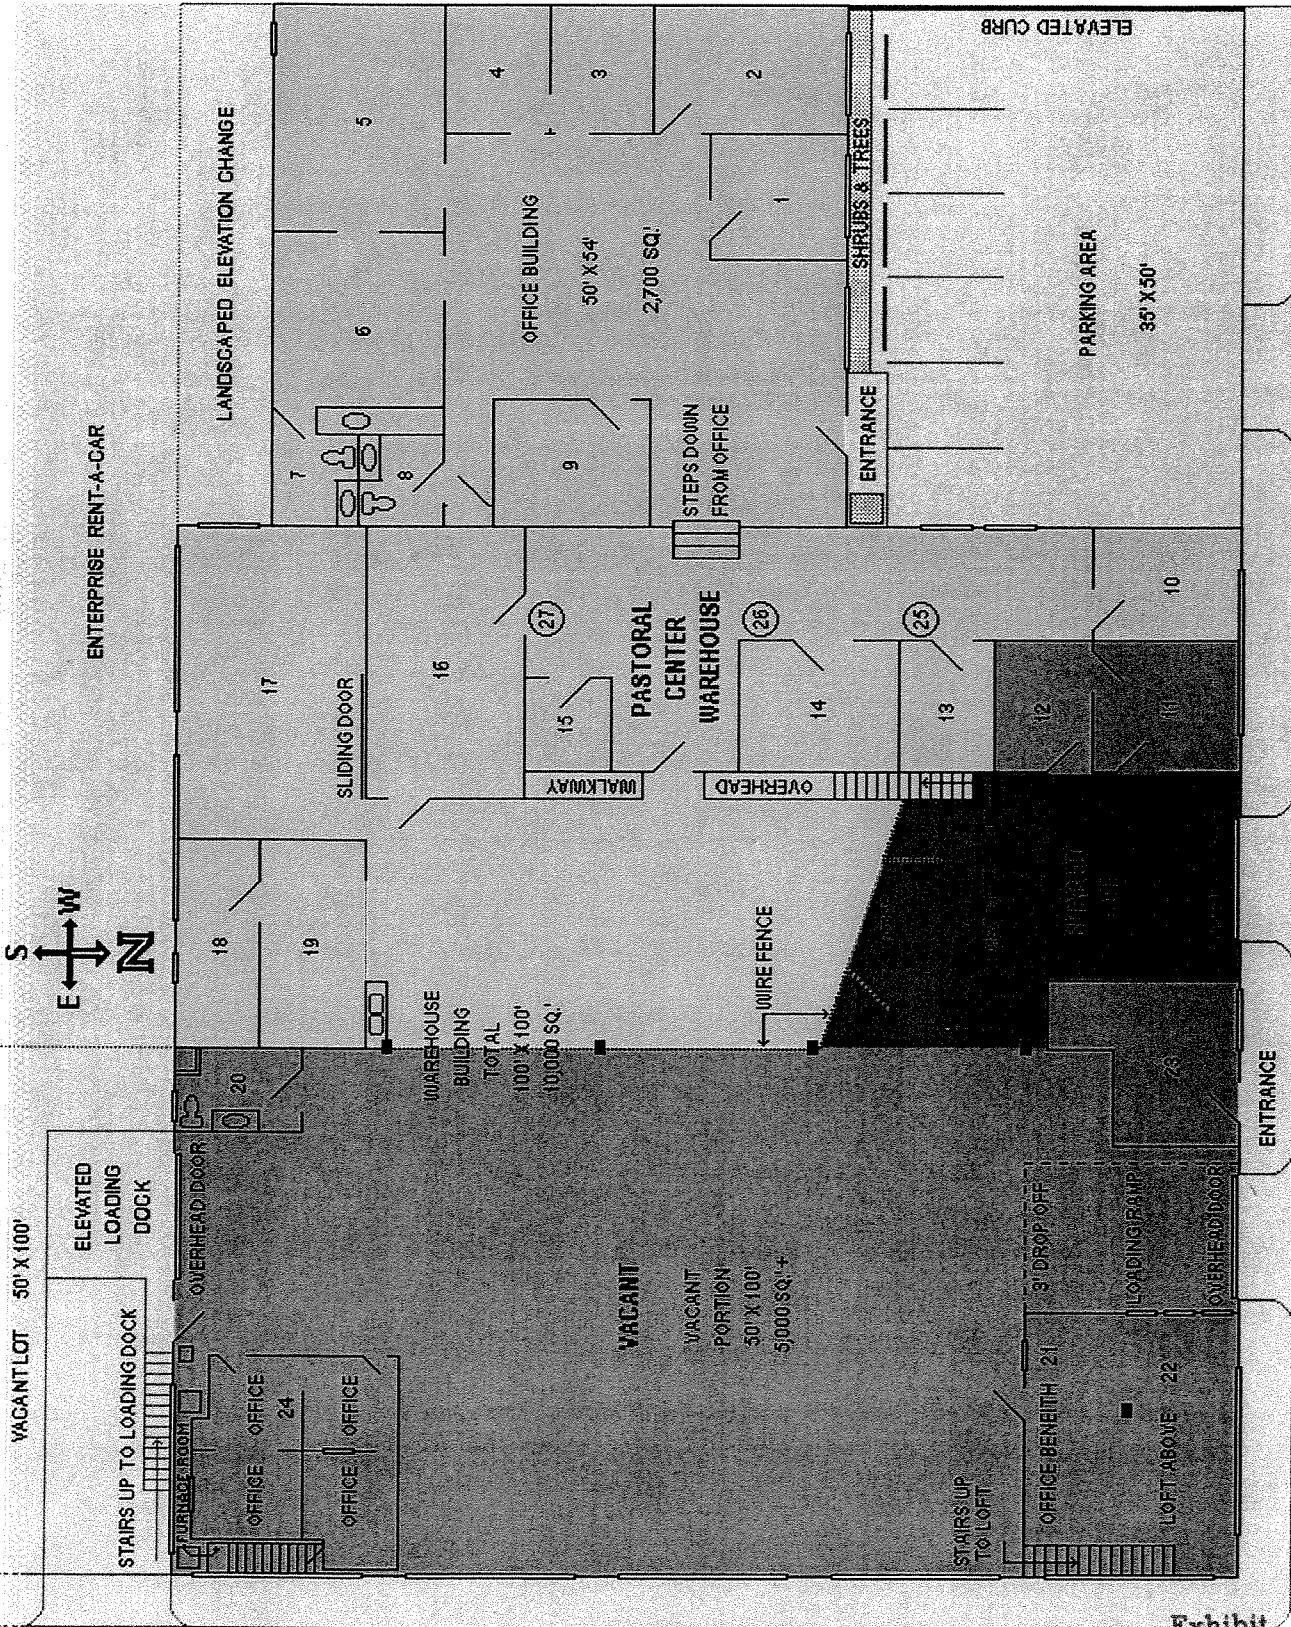 VACANT LOT 50' X 100'
ENTERPRISE RENT-A-CAR
S
E
W
N
STAIRS UP TO LOADING DOCK
ELEVATED
LOADING
DOCK
LANDSCAPED ELEVATION CHANGE
FURNACE ROOM
OVERHEAD DOOR
OFFICE
OFFICE
24
OFFICE
OFFICE
20
18
19
17
SLIDING DOOR
16
7
8
6
5
4
3
2
1
9
OFFICE BUILDING
50' X 54'
2,700 SQ.'
WAREHOUSE
BUILDING
TOTAL
100' X 100'
10,000 SQ.'
VACANT
VACANT
PORTION
50' X 100'
5,000 SQ.' +
WIRE FENCE
WALKWAY
OVERHEAD
15
27
PASTORAL
CENTER
WAREHOUSE
26
25
14
13
12
11
10
STEPS DOWN
FROM OFFICE
ENTRANCE
SHRUBS & TREES
ELEVATED CURB
PARKING AREA
35' X 50'
STAIRS UP
TO LOFT
OFFICE BENEITH 21
LOFT ABOVE 22
3' DROP OFF
LOADING RAMP
OVERHEAD DOOR
23
ENTRANCE
Exhibit